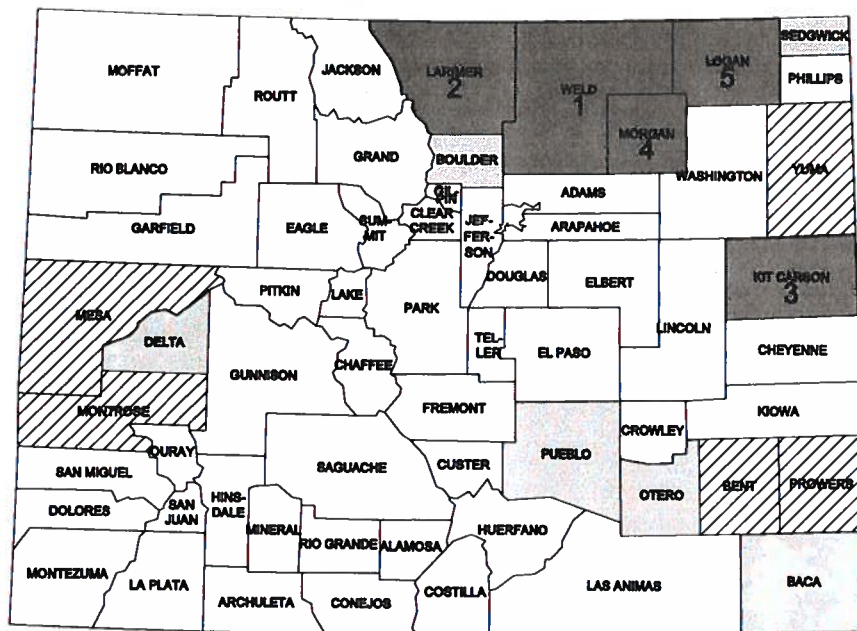 MOFFAT
ROUTT
JACKSON
LARIMER
2
WELD
1
LOGAN
5
SEDGWICK
PHILLIPS
MORGAN
4
RIO BLANCO
GRAND
BOULDER
WASHINGTON
YUMA
GARFIELD
EAGLE
SUM-
MIT
GIL-
PIN
CLEAR
CREEK
JEF-
FER-
SON
ADAMS
ARAPAHOE
DOUGLAS
ELBERT
KIT CARSON
3
MESA
PITKIN
LAKE
PARK
LINCOLN
DELTA
CHAFFEE
TEL-
LER
EL PASO
CHEYENNE
GUNNISON
MONTROSE
FREMONT
CROWLEY
KIOWA
OURAY
SAN MIGUEL
SAGUACHE
CUSTER
PUEBLO
OTERO
BENT
PROWERS
DOLORES
SAN
JUAN
HINS-
DALE
MINERAL
RIO GRANDE
ALAMOSA
HUERFANO
MONTEZUMA
LA PLATA
ARCHULETA
CONEJOS
COSTILLA
LAS ANIMAS
BACA